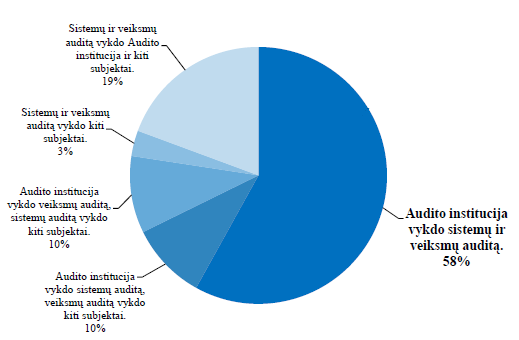 Sistemų ir veiksmų
auditą vykdo Audito
institucija ir kiti
subjektai.
19%
Sistemų ir veiksmų
auditą vykdo kiti
subjektai.
3%
Audito institucija
vykdo veiksmų auditą,
sistemų auditą vykdo
kiti subjektai.
10%
Audito institucija
vykdo sistemų auditą,
veiksmų auditą vykdo
kiti subjektai.
10%
Audito institucija
vykdo sistemų ir
veiksmų auditą.
58%